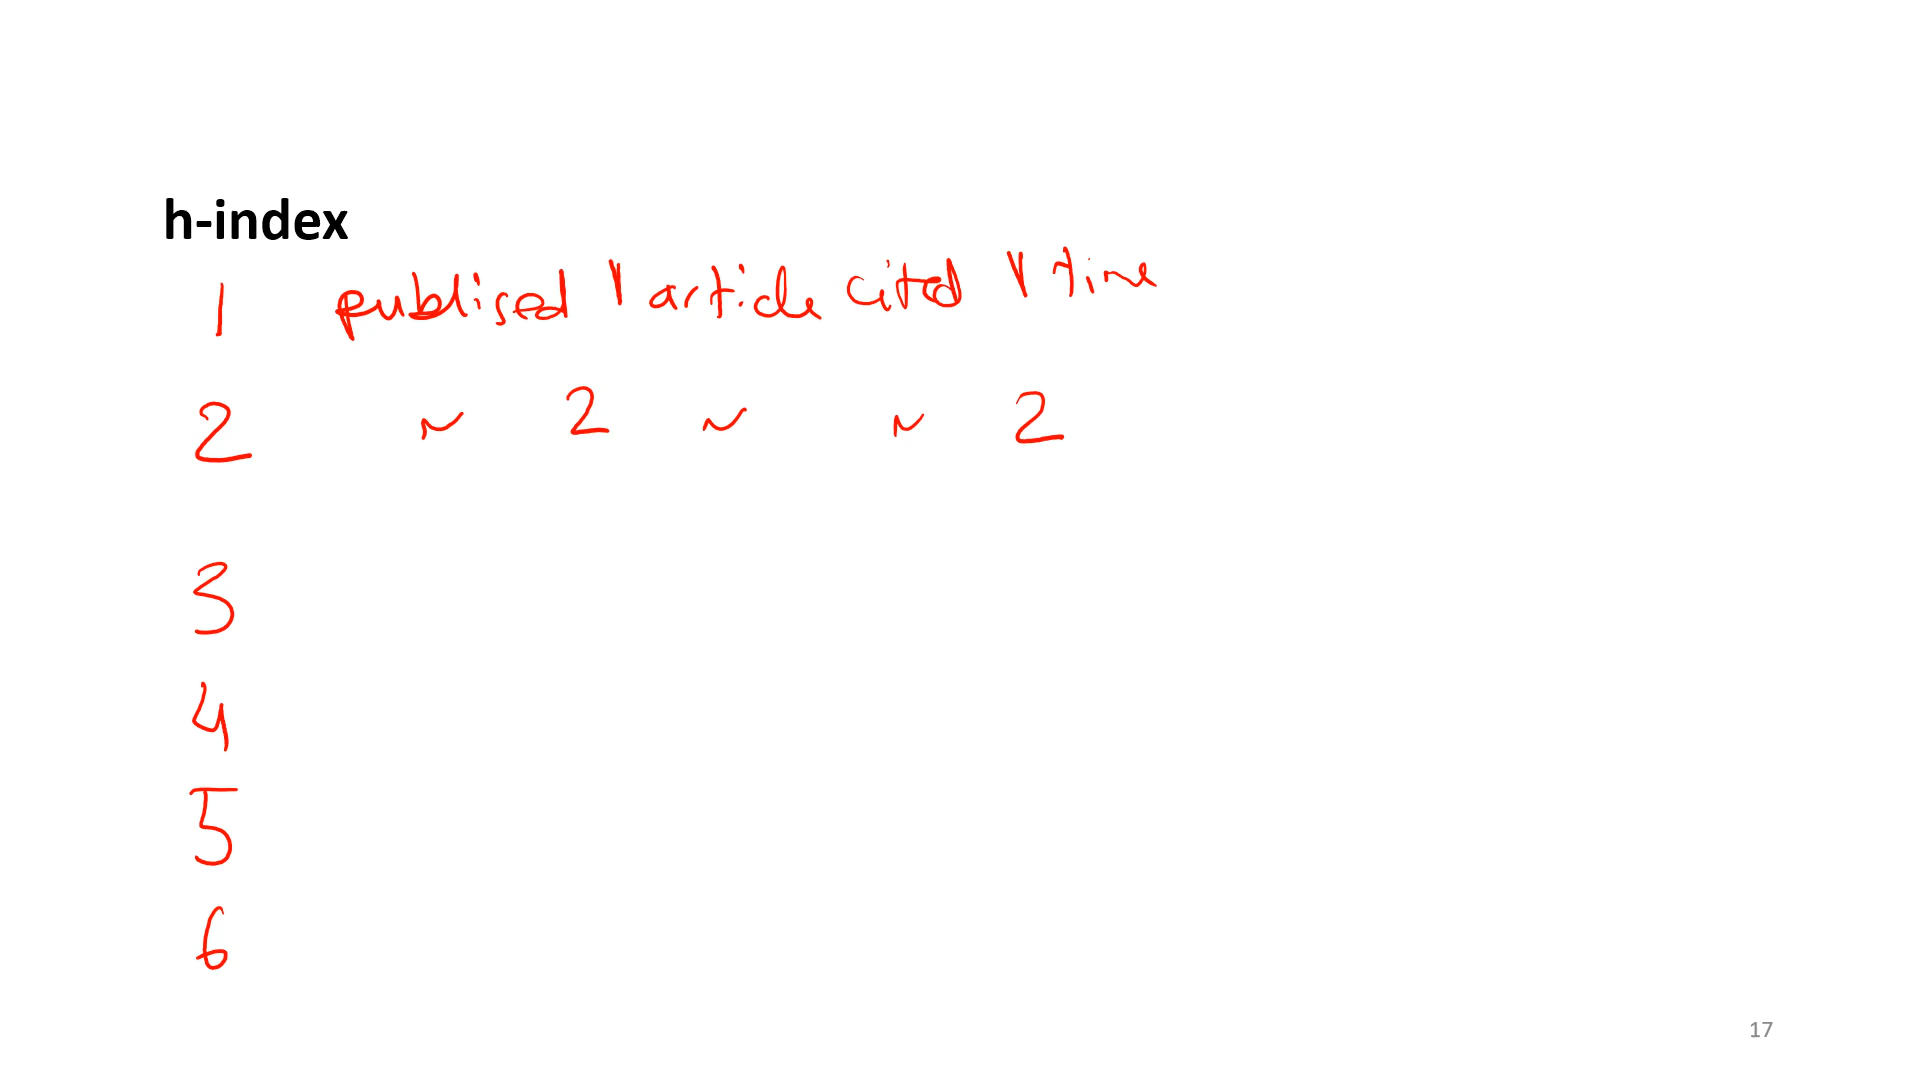 h-index
1 publised 1 article cited 1 time
2 ~ 2 ~ ~ 2
3
4
5
6
17